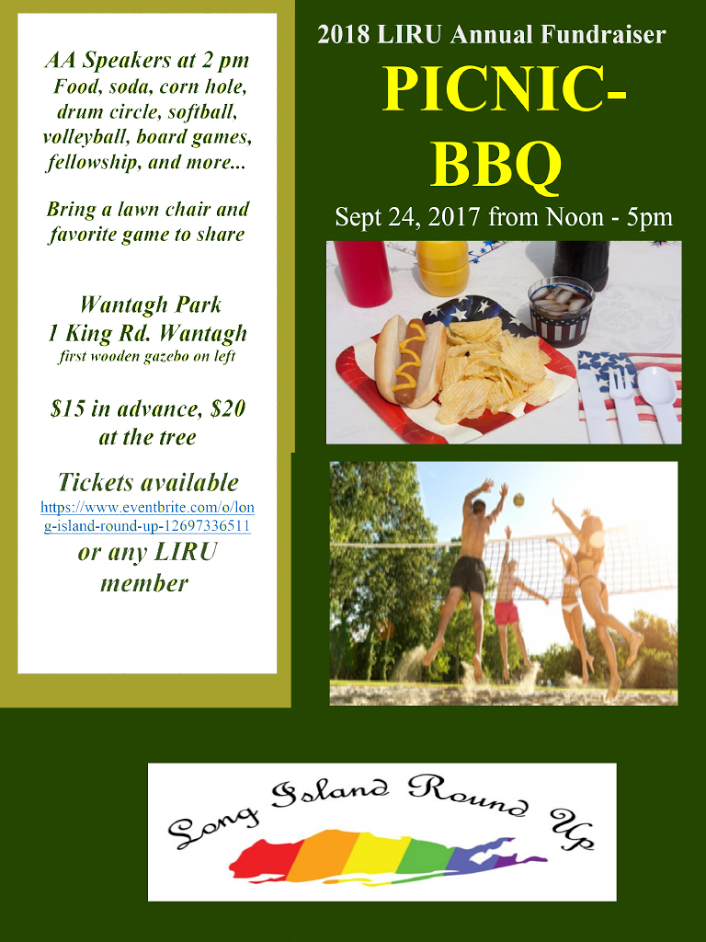 AA Speakers at 2 pm
Food, soda, corn hole,
drum circle, softball,
volleyball, board games,
fellowship, and more...
Bring a lawn chair and
favorite game to share
Wantagh Park
1 King Rd. Wantagh
first wooden gazebo on left
$15 in advance, $20
at the tree
Tickets available
https://www.eventbrite.com/o/lon
g-island-round-up-12697336511
or any LIRU
member
2018 LIRU Annual Fundraiser
PICNIC-
BBQ
Sept 24, 2017 from Noon - 5pm
Long Island Round Up